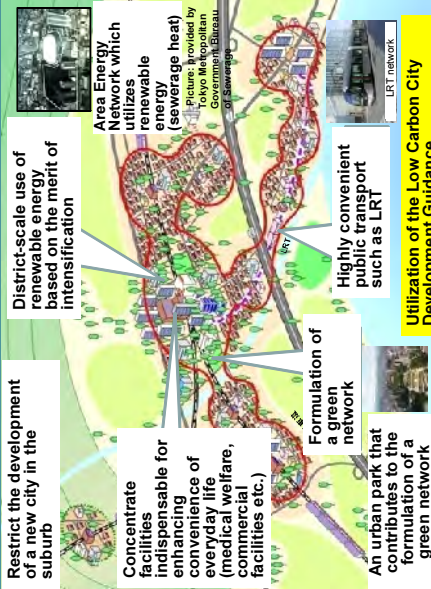 Restrict the development
of a new city in the
suburb
District-scale use of
renewable energy
based on the merit of
intensification
Area Energy
Network which
utilizes
renewable
energy
(sewerage heat)
Picture: provided by
Tokyo Metropolitan
Government Bureau
of Sewerage
Concentrate
facilities
indispensable for
enhancing
convenience of
everyday life
(medical welfare,
commercial
facilities etc.)
Formulation of
a green
network
LRT
Highly convenient
public transport
such as LRT
LRT network
An urban park that
contributes to the
formulation of a
green network
Utilization of the Low Carbon City
Development Guidance